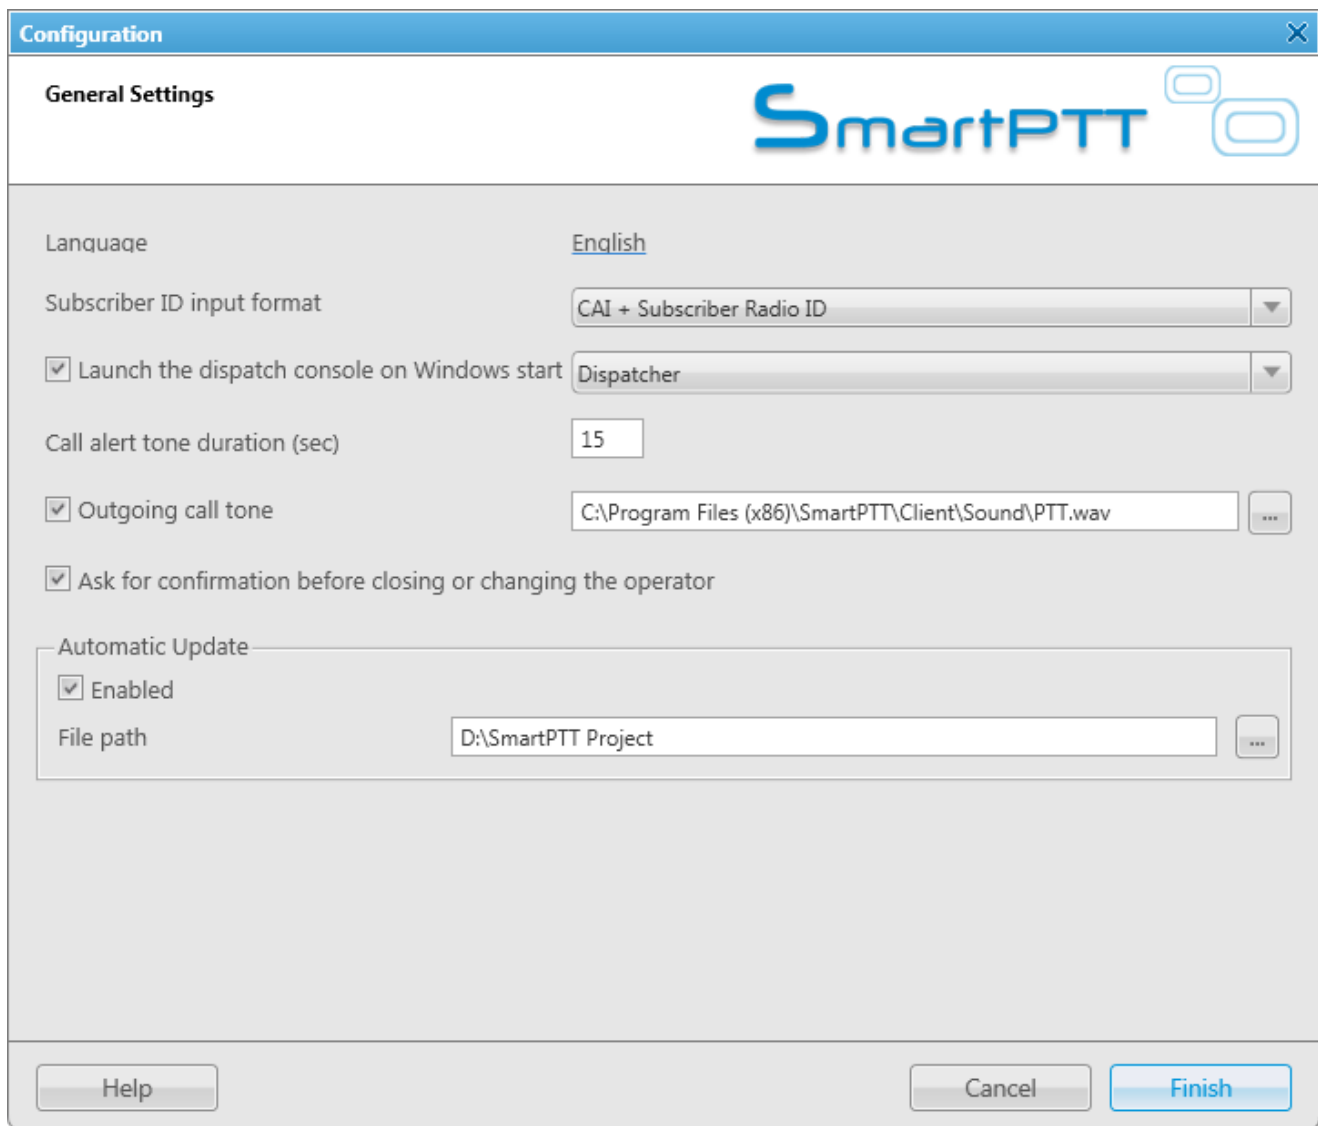 Configuration
General Settings
SmartPTT
Language English
Subscriber ID input format CAI + Subscriber Radio ID
Launch the dispatch console on Windows start Dispatcher
Call alert tone duration (sec) 15
Outgoing call tone C:\Program Files (x86)\SmartPTT\Client\Sound\PTT.wav ...
Ask for confirmation before closing or changing the operator
Automatic Update
Enabled
File path D:\SmartPTT Project ...
Help Cancel Finish